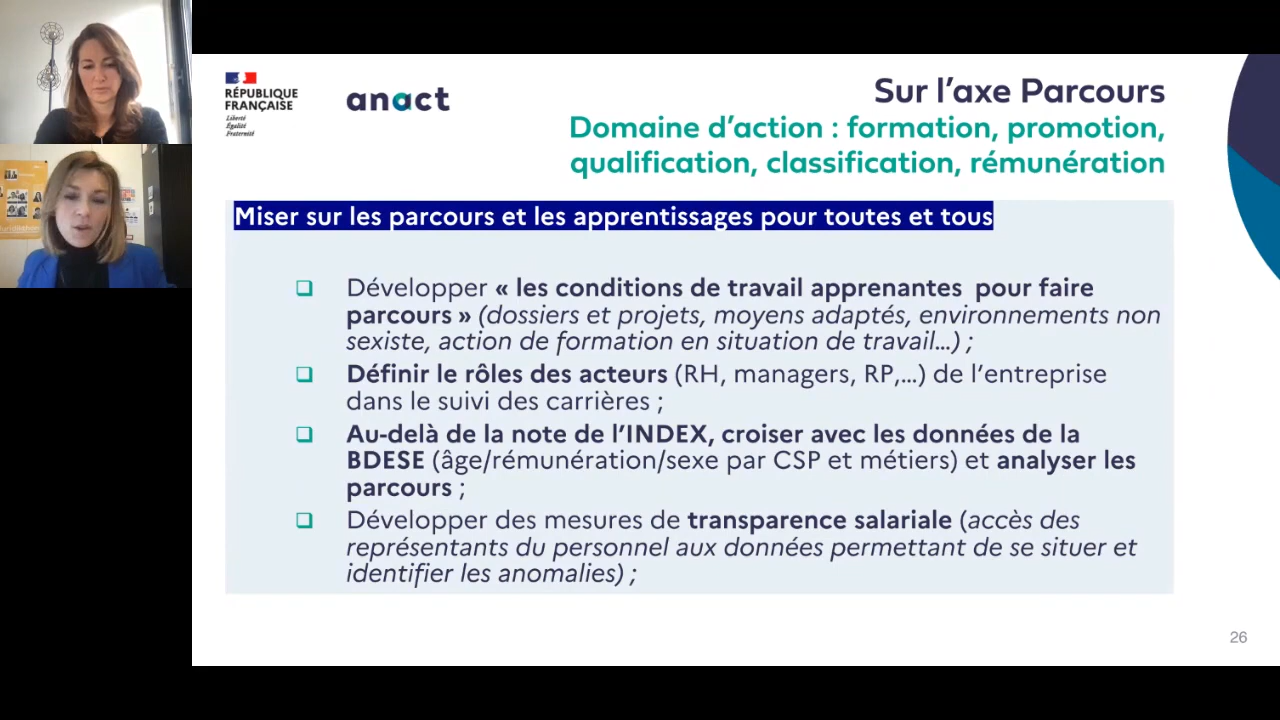 RÉPUBLIQUE
FRANÇAISE
Liberté
Égalité
Fraternité
anact
Sur l’axe Parcours
Domaine d’action : formation, promotion,
qualification, classification, rémunération
Miser sur les parcours et les apprentissages pour toutes et tous
❑ Développer « les conditions de travail apprenantes pour faire
parcours » (dossiers et projets, moyens adaptés, environnements non
sexiste, action de formation en situation de travail…) ;
❑ Définir le rôles des acteurs (RH, managers, RP,…) de l’entreprise
dans le suivi des carrières ;
❑ Au-delà de la note de l’INDEX, croiser avec les données de la
BDESE (âge/rémunération/sexe par CSP et métiers) et analyser les
parcours ;
❑ Développer des mesures de transparence salariale (accès des
représentants du personnel aux données permettant de se situer et
identifier les anomalies) ;
26